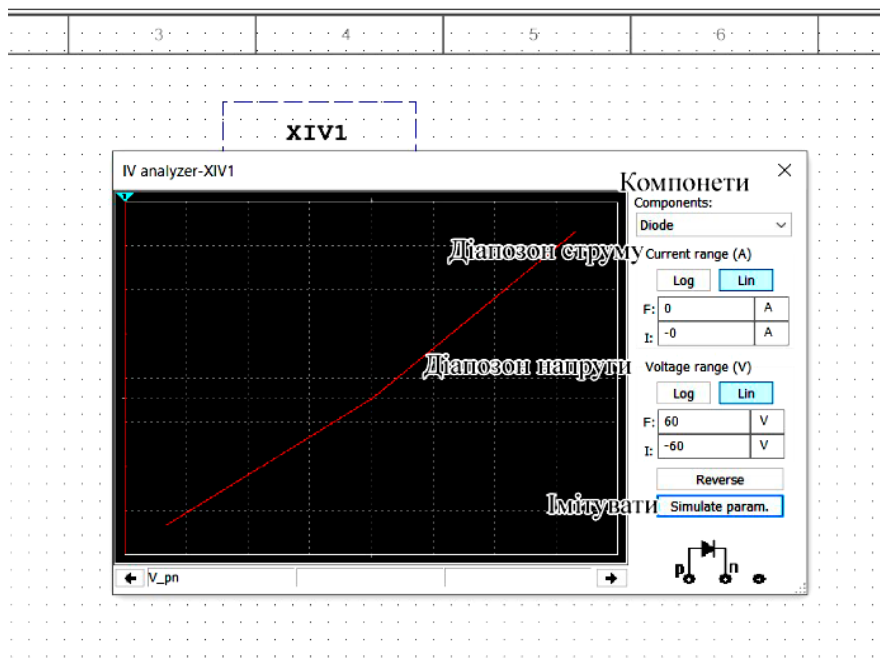 3 4 5 6
XIV1
IV analyzer-XIV1
Компонети
Components:
Diode
Діапозон струму
Current range (A)
Log Lin
F: 0 A
I: -0 A
Діапозон напруги
Voltage range (V)
Log Lin
F: 60 V
I: -60 V
Reverse
Імітувати
Simulate param.
p n
V_pn